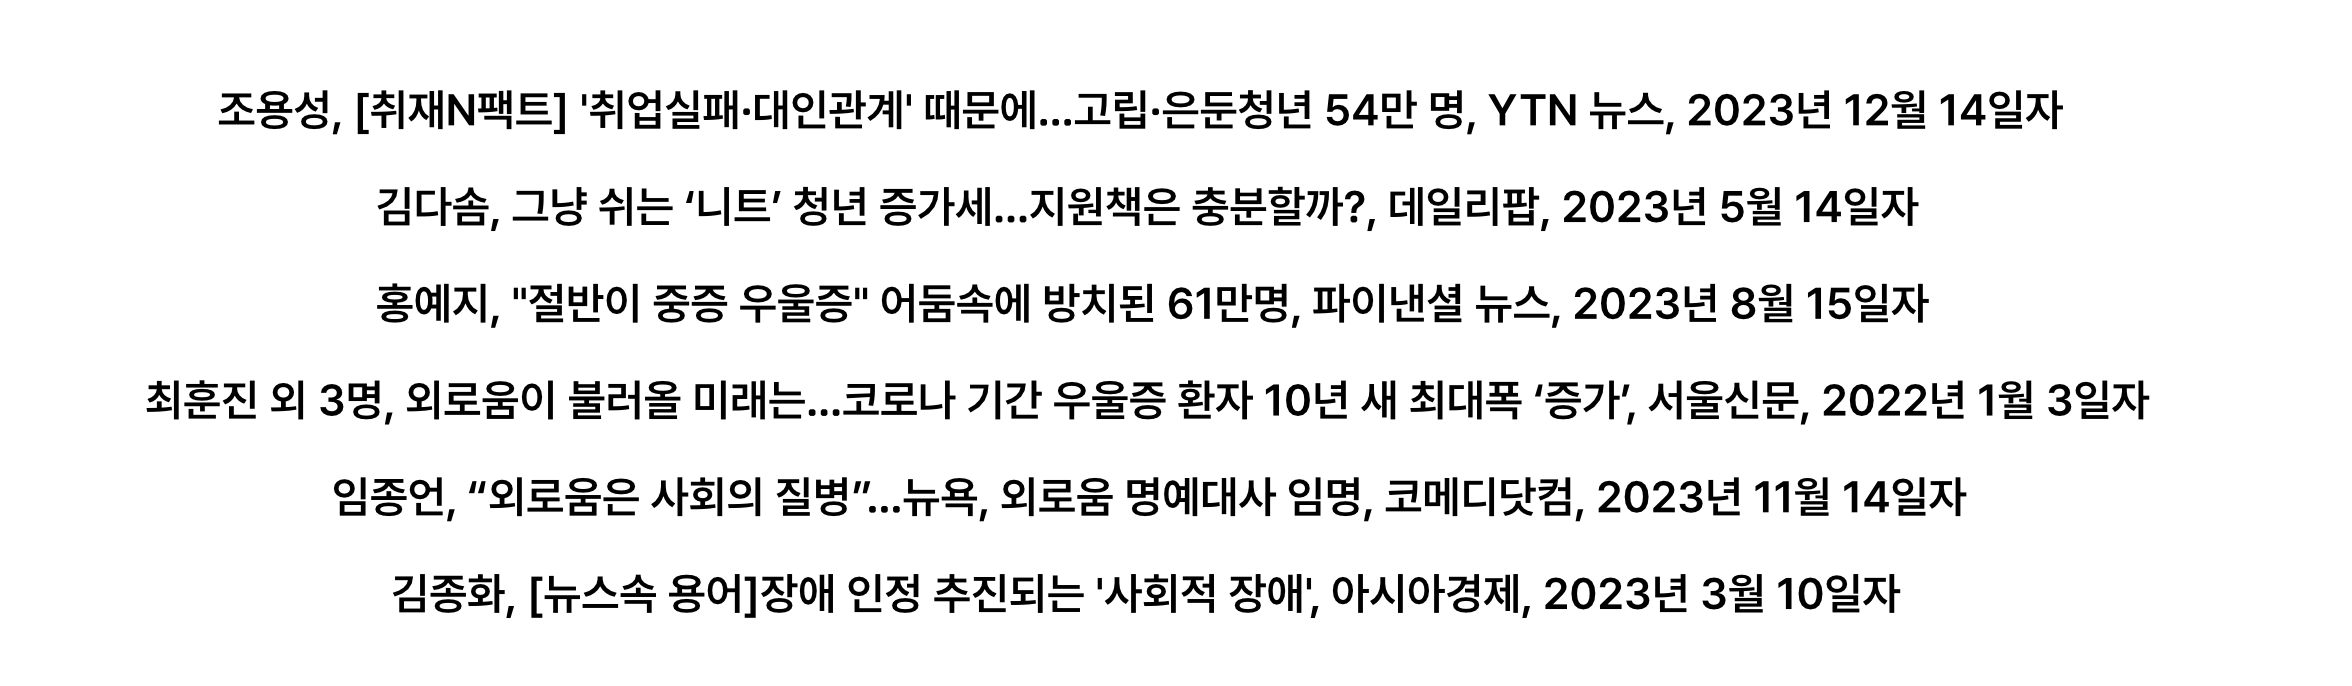 조용성, [취재N팩트] '취업실패·대인관계' 때문에...고립·은둔청년 54만 명, YTN 뉴스, 2023년 12월 14일자
김다솜, 그냥 쉬는 ‘니트’ 청년 증가세...지원책은 충분할까?, 데일리팝, 2023년 5월 14일자
홍예지, "절반이 중증 우울증" 어둠속에 방치된 61만명, 파이낸셜 뉴스, 2023년 8월 15일자
최훈진 외 3명, 외로움이 불러올 미래는...코로나 기간 우울증 환자 10년 새 최대폭 ‘증가’, 서울신문, 2022년 1월 3일자
임종언, “외로움은 사회의 질병”...뉴욕, 외로움 명예대사 임명, 코메디닷컴, 2023년 11월 14일자
김종화, [뉴스속 용어]장애 인정 추진되는 '사회적 장애', 아시아경제, 2023년 3월 10일자